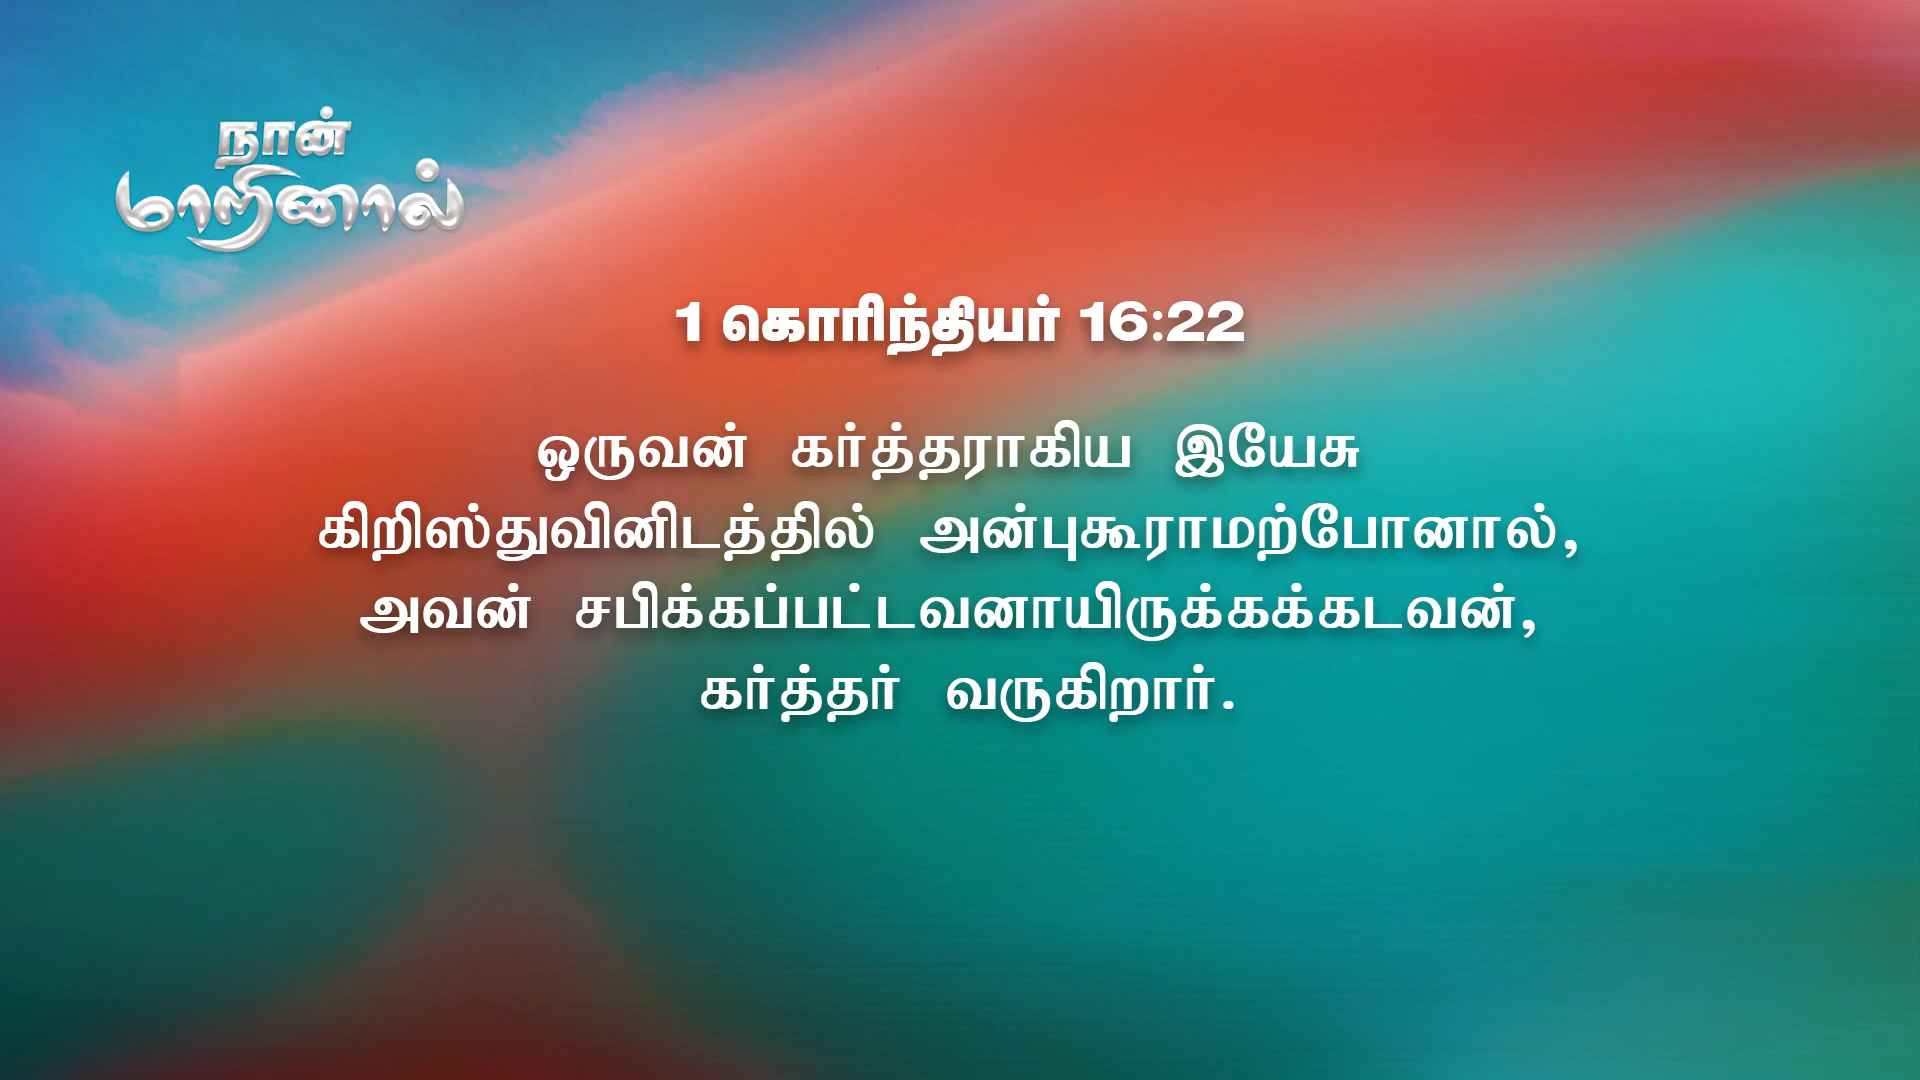 நான்
மாறினால்
1 கொரிந்தியர் 16:22
ஒருவன் கர்த்தராகிய இயேசு
கிறிஸ்துவினிடத்தில் அன்புகூராமற்போனால்,
அவன் சபிக்கப்பட்டவனாயிருக்கக்கடவன்,
கர்த்தர் வருகிறார்.